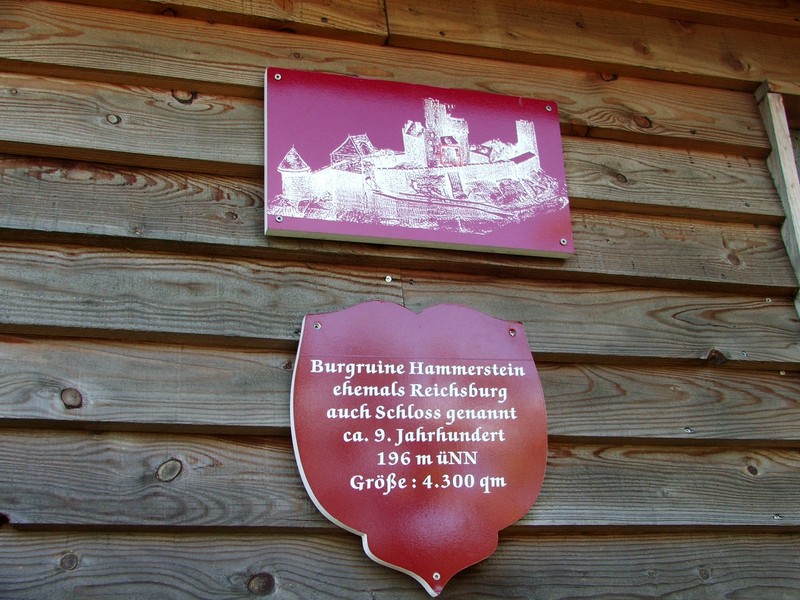 Burgruine Hammerstein
ehemals Reichsburg
auch Schloss genannt
ca. 9. Jahrhundert
196 m üNN
Größe : 4.300 qm